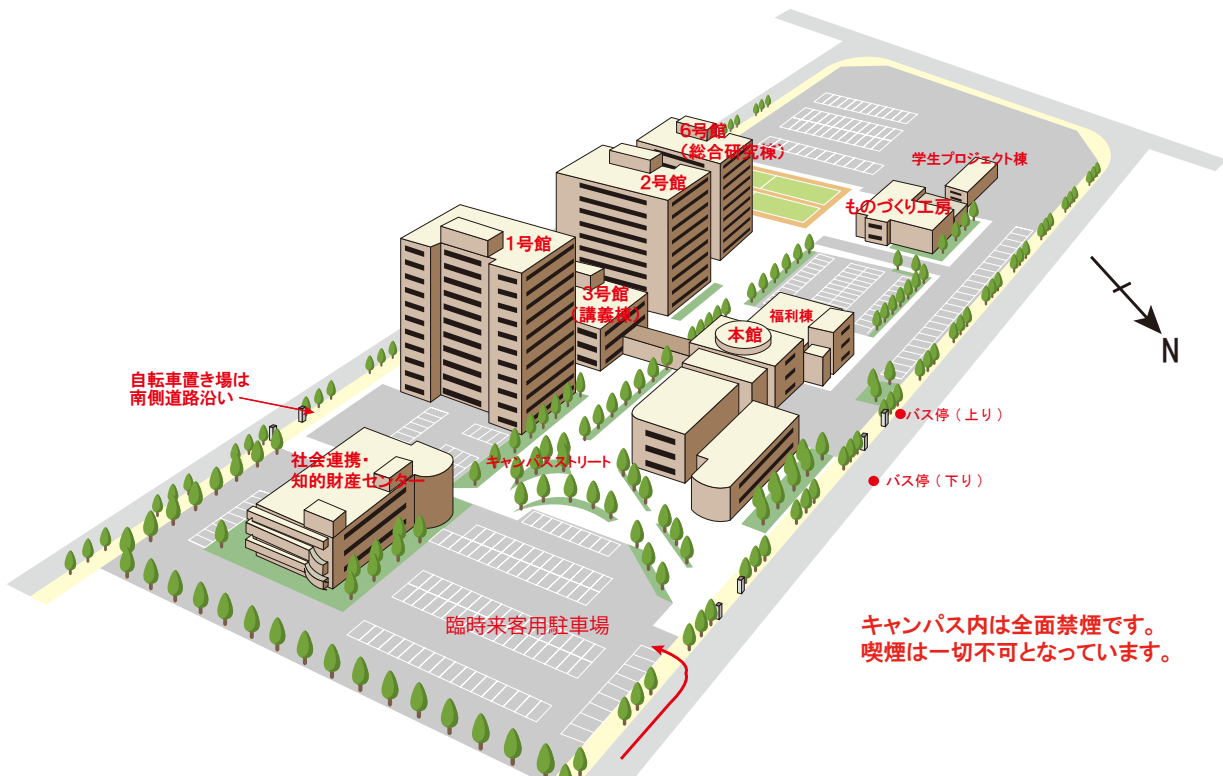 6号館
（総合研究棟）
学生プロジェクト棟
2号館
ものづくり工房
1号館
3号館
（講義棟）
福利棟
本館
N
自転車置き場は
南側道路沿い
バス停（上り）
社会連携・
知的財産センター
キャンパスストリート
バス停（下り）
臨時来客用駐車場
キャンパス内は全面禁煙です。
喫煙は一切不可となっています。